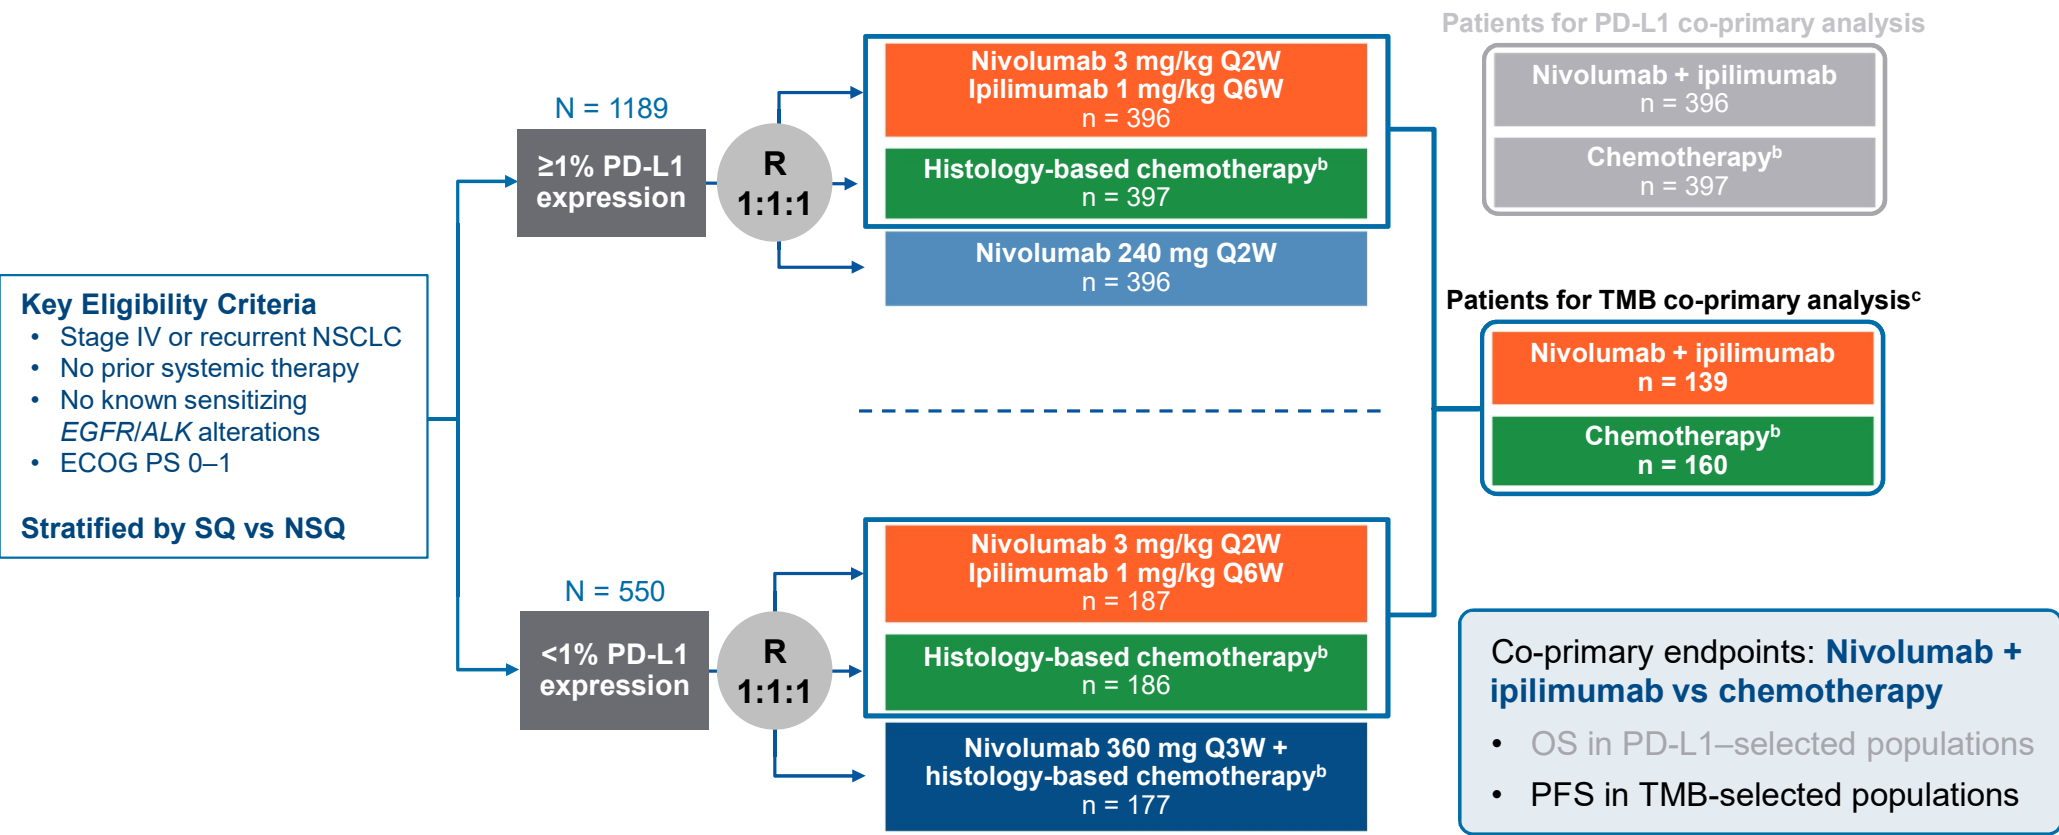 Key Eligibility Criteria
• Stage IV or recurrent NSCLC
• No prior systemic therapy
• No known sensitizing
EGFR/ALK alterations
• ECOG PS 0–1
Stratified by SQ vs NSQ
N = 1189
≥1% PD-L1
expression
R
1:1:1
Nivolumab 3 mg/kg Q2W
Ipilimumab 1 mg/kg Q6W
n = 396
Histology-based chemotherapyᵇ
n = 397
Nivolumab 240 mg Q2W
n = 396
N = 550
<1% PD-L1
expression
R
1:1:1
Nivolumab 3 mg/kg Q2W
Ipilimumab 1 mg/kg Q6W
n = 187
Histology-based chemotherapyᵇ
n = 186
Nivolumab 360 mg Q3W +
histology-based chemotherapyᵇ
n = 177
Patients for PD-L1 co-primary analysis
Nivolumab + ipilimumab
n = 396
Chemotherapyᵇ
n = 397
Patients for TMB co-primary analysisᶜ
Nivolumab + ipilimumab
n = 139
Chemotherapyᵇ
n = 160
Co-primary endpoints: Nivolumab +
ipilimumab vs chemotherapy
• OS in PD-L1–selected populations
• PFS in TMB-selected populations